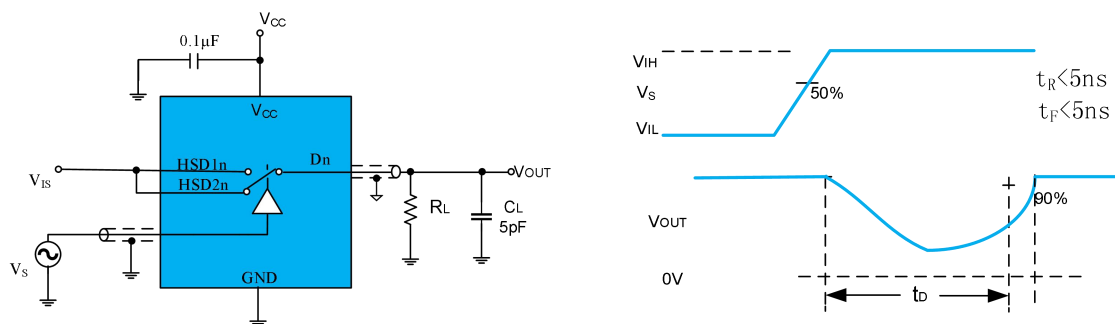 VCC
0.1μF
VCC
VIS
HSD1n
HSD2n
Dn
VOUT
RL
CL
5pF
VS
GND
VIH
VS
VIL
50%
tR<5ns
tF<5ns
VOUT
90%
0V
tD